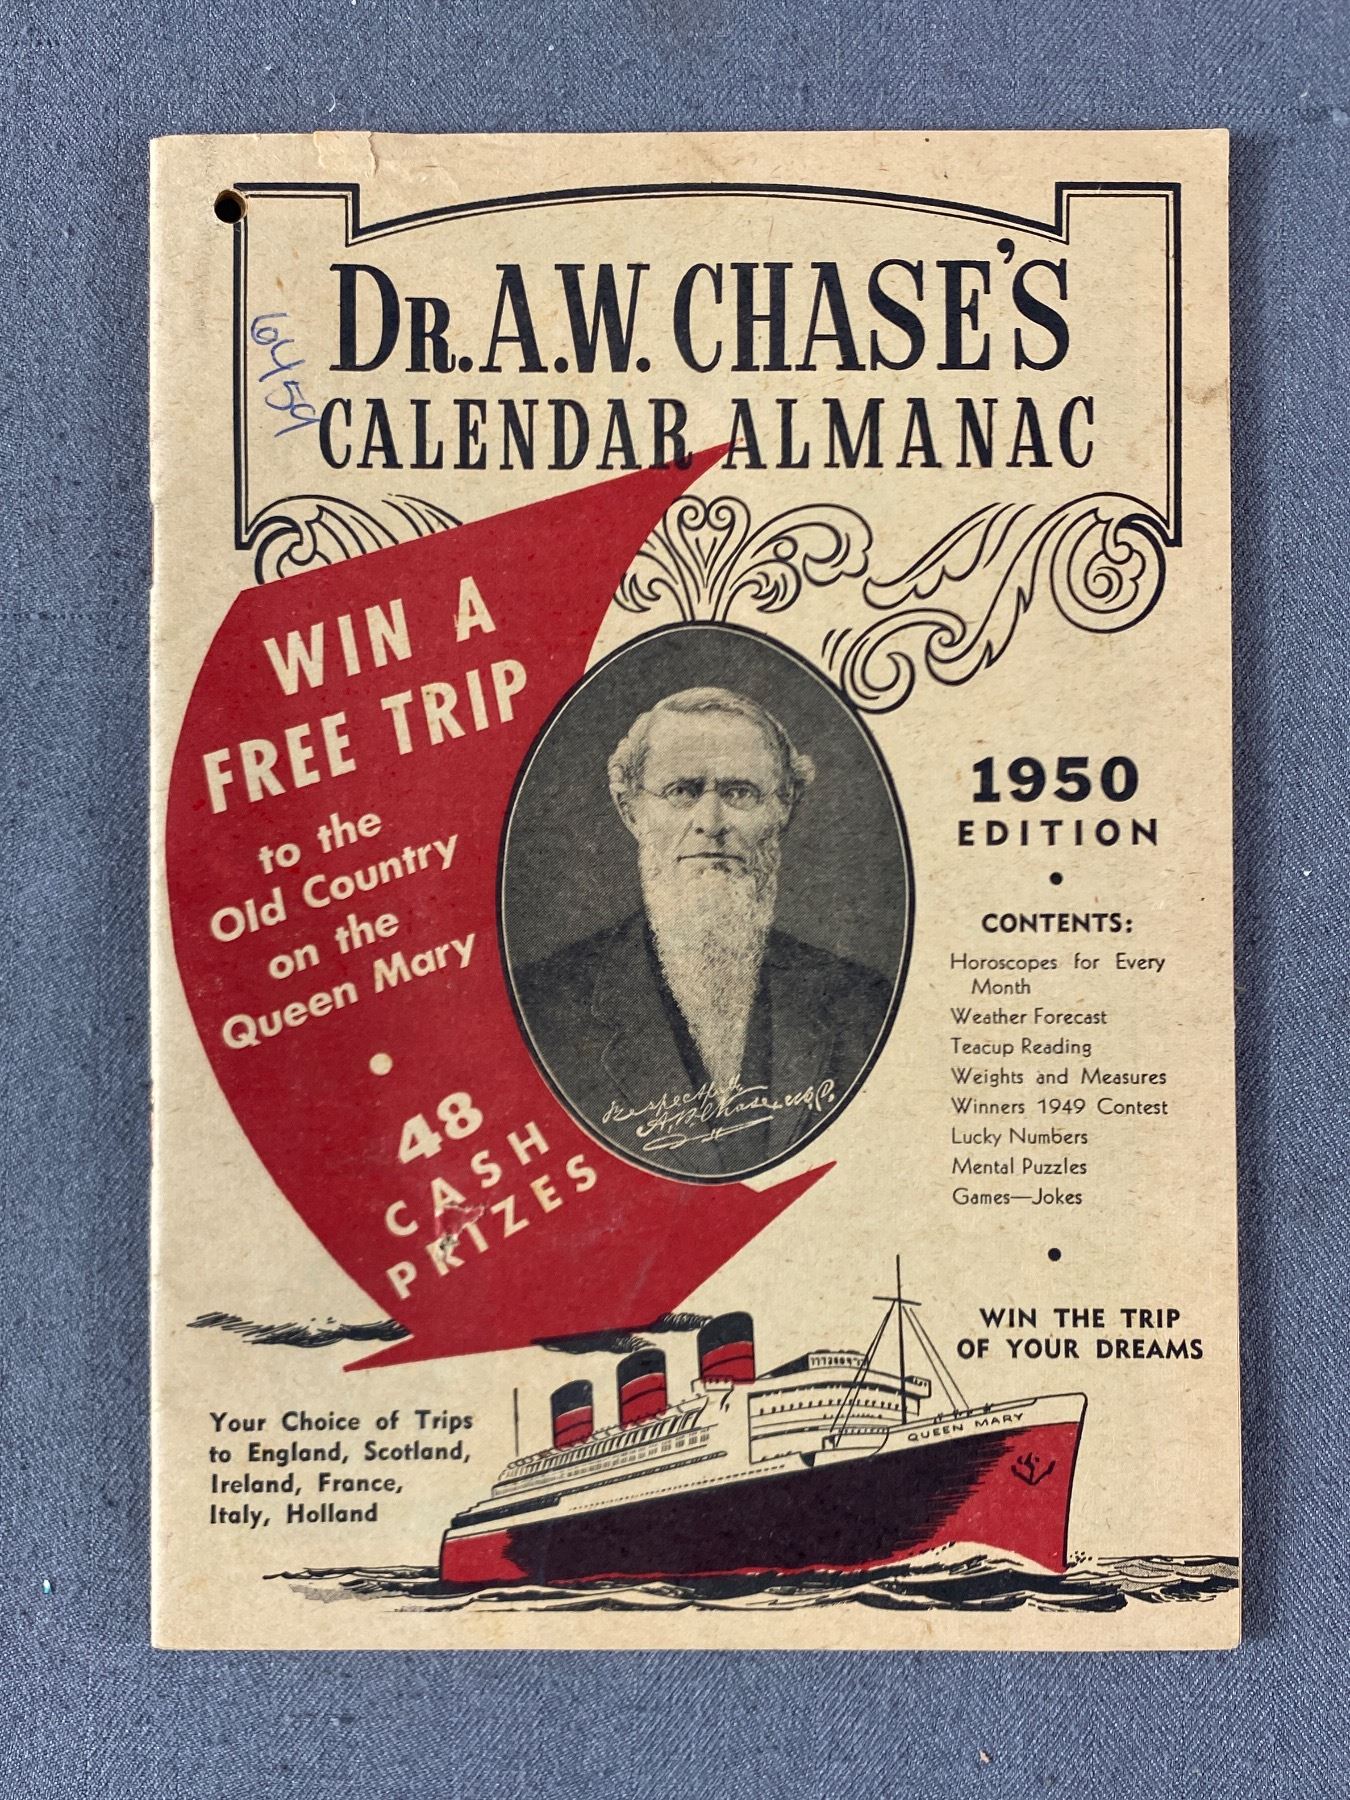 DR. A.W. CHASE'S
CALENDAR ALMANAC
6459
WIN A
FREE TRIP
to the
Old Country
on the
Queen Mary
•
48
CASH
PRIZES
Respectfully
A.W. Chase, M.D.
1950
EDITION
•
CONTENTS:
Horoscopes for Every
Month
Weather Forecast
Teacup Reading
Weights and Measures
Winners 1949 Contest
Lucky Numbers
Mental Puzzles
Games—Jokes
•
WIN THE TRIP
OF YOUR DREAMS
Your Choice of Trips
to England, Scotland,
Ireland, France,
Italy, Holland
QUEEN MARY